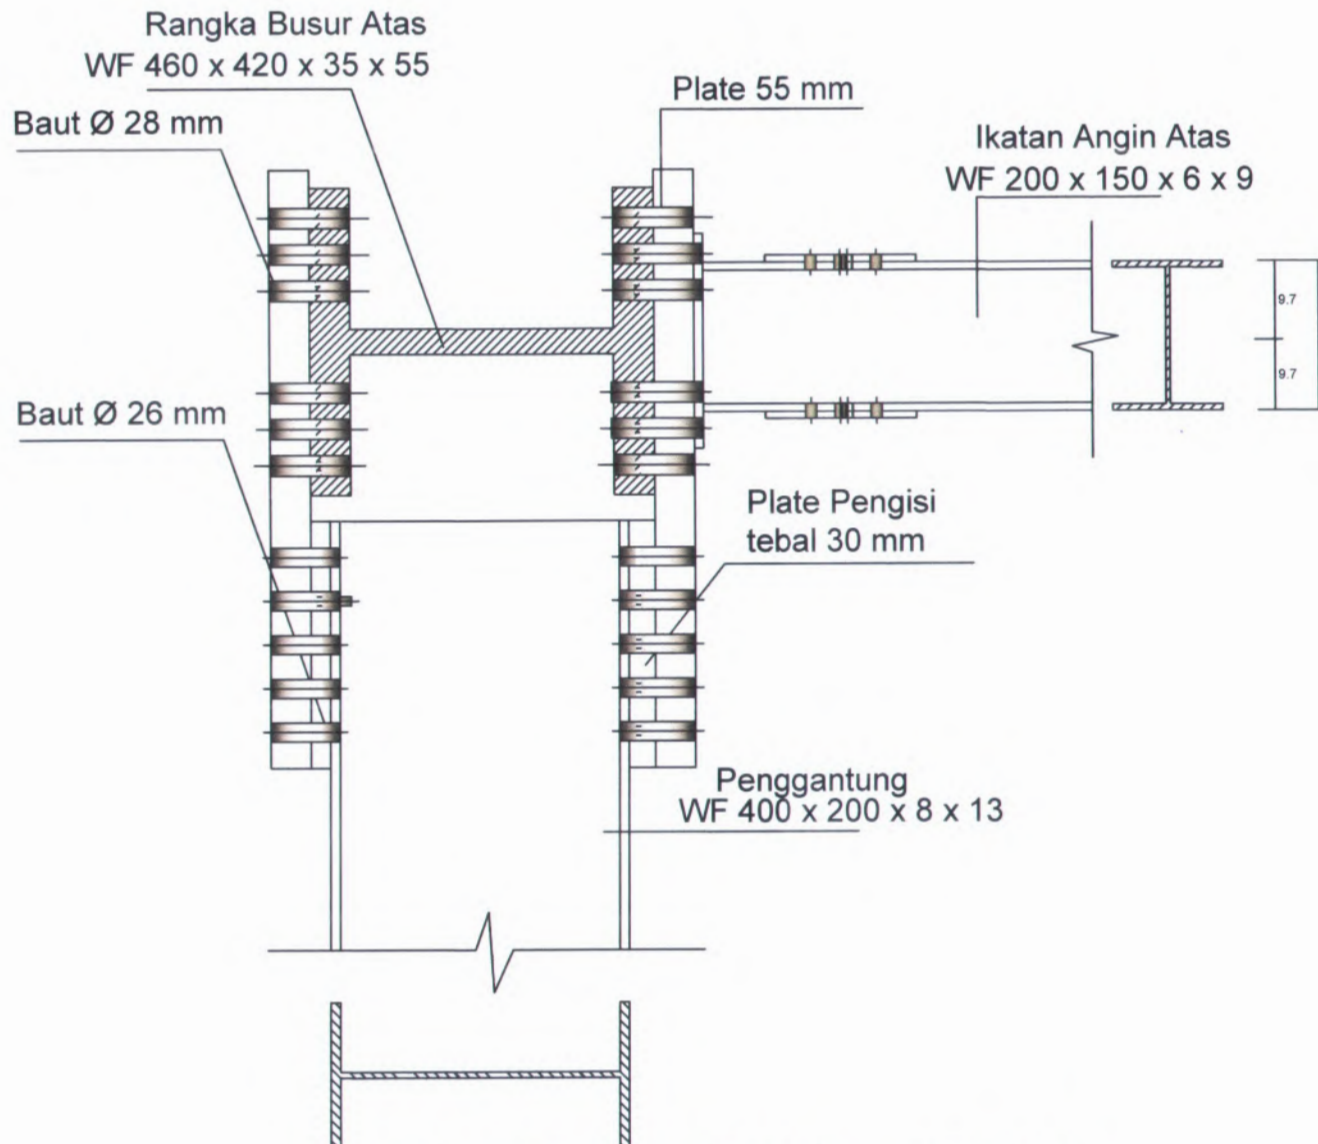 Rangka Busur Atas
WF 460 x 420 x 35 x 55
Plate 55 mm
Baut Ø 28 mm
Ikatan Angin Atas
WF 200 x 150 x 6 x 9
9.7
9.7
Baut Ø 26 mm
Plate Pengisi
tebal 30 mm
Penggantung
WF 400 x 200 x 8 x 13